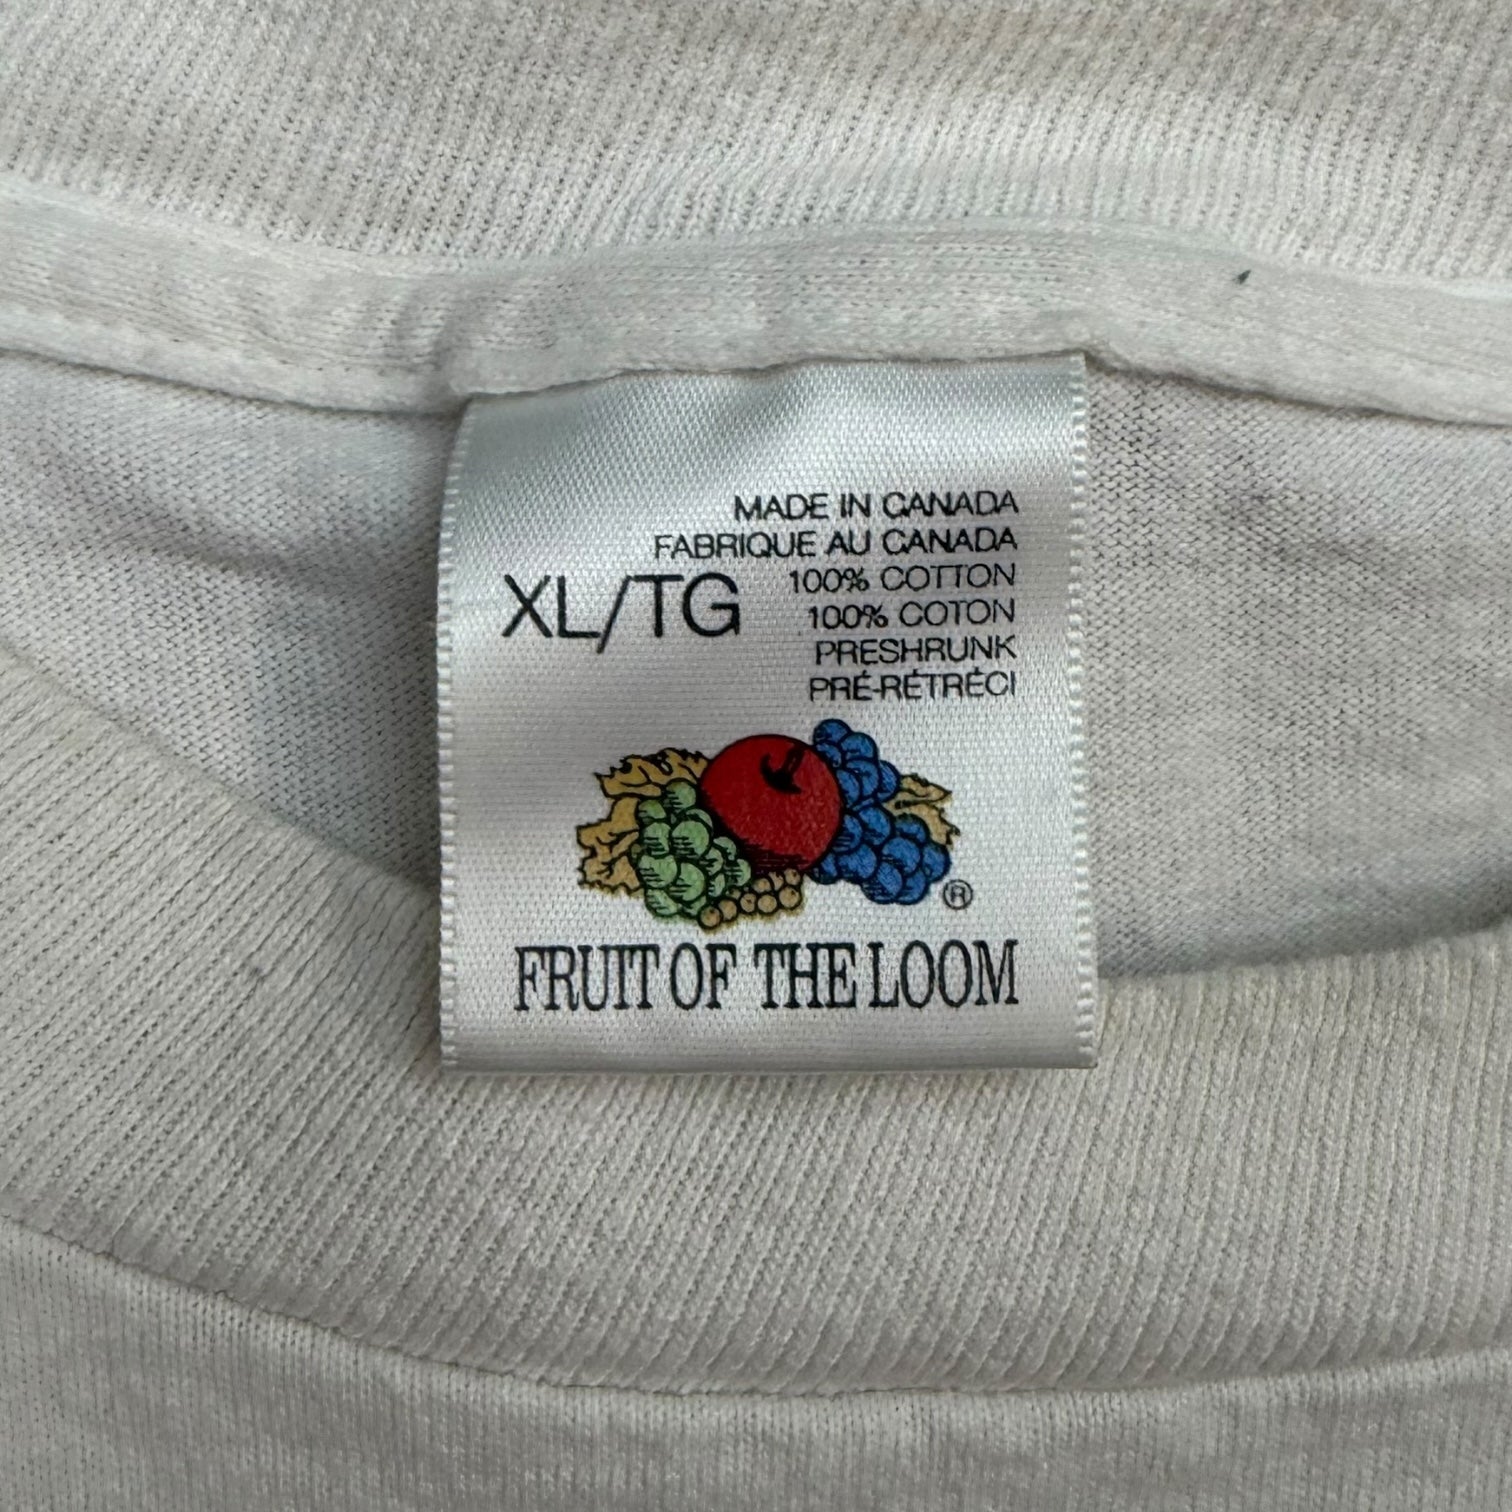 MADE IN CANADA
FABRIQUE AU CANADA
XL/TG
100% COTTON
100% COTON
PRESHRUNK
PRÉ-RÉTRÉCI
®
FRUIT OF THE LOOM